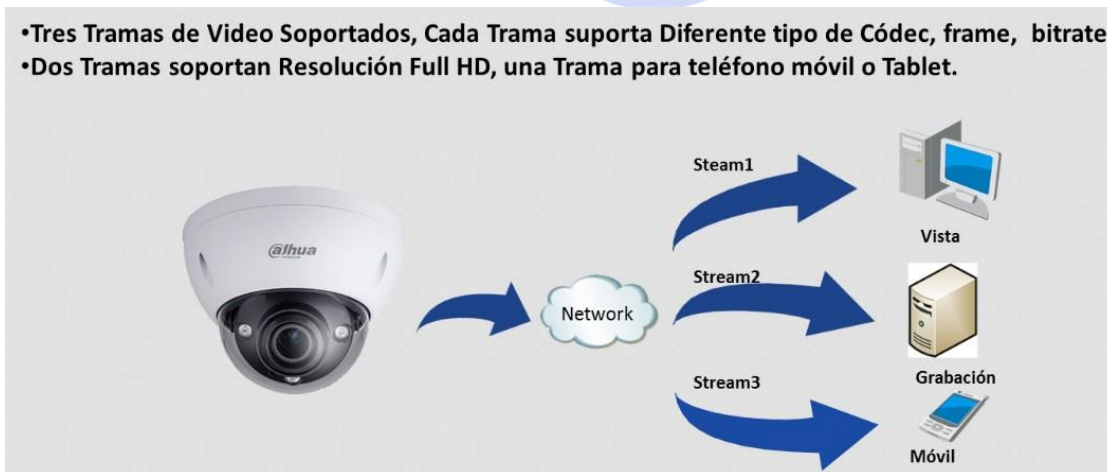 •Tres Tramas de Video Soportados, Cada Trama suporta Diferente tipo de Códec, frame, bitrate
•Dos Tramas soportan Resolución Full HD, una Trama para teléfono móvil o Tablet.
Steam1
Vista
alhua
Stream2
Network
Grabación
Stream3
Móvil